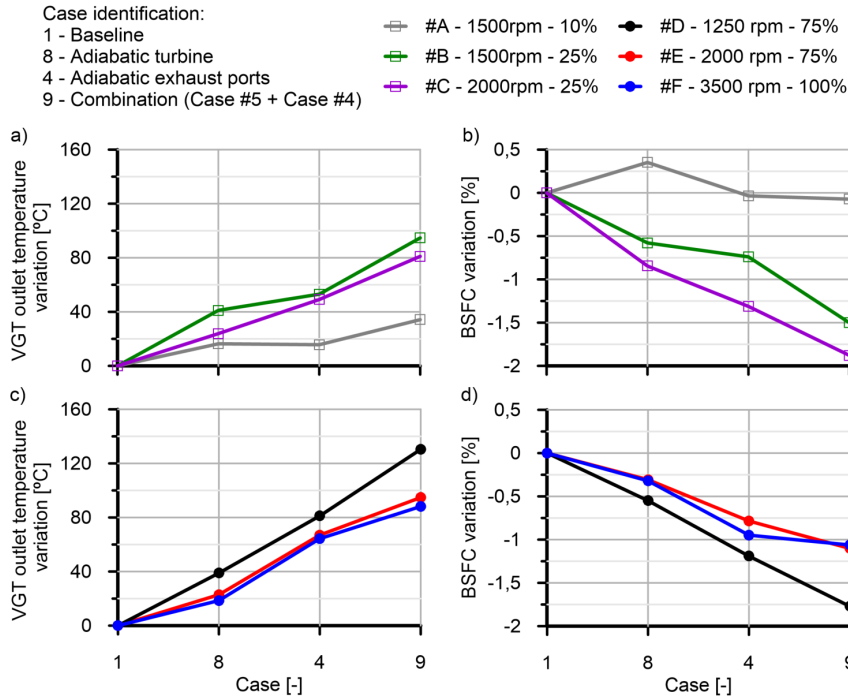 Case identification:
1 - Baseline
8 - Adiabatic turbine
4 - Adiabatic exhaust ports
9 - Combination (Case #5 + Case #4)
#A - 1500rpm - 10%
#B - 1500rpm - 25%
#C - 2000rpm - 25%
#D - 1250 rpm - 75%
#E - 2000 rpm - 75%
#F - 3500 rpm - 100%
a)
VGT outlet temperature
variation [ºC]
160
120
80
40
0
b)
BSFC variation [%]
0,5
0
-0,5
-1
-1,5
-2
c)
VGT outlet temperature
variation [ºC]
160
120
80
40
0
1 8 4 9
Case [-]
d)
BSFC variation [%]
0,5
0
-0,5
-1
-1,5
-2
1 8 4 9
Case [-]